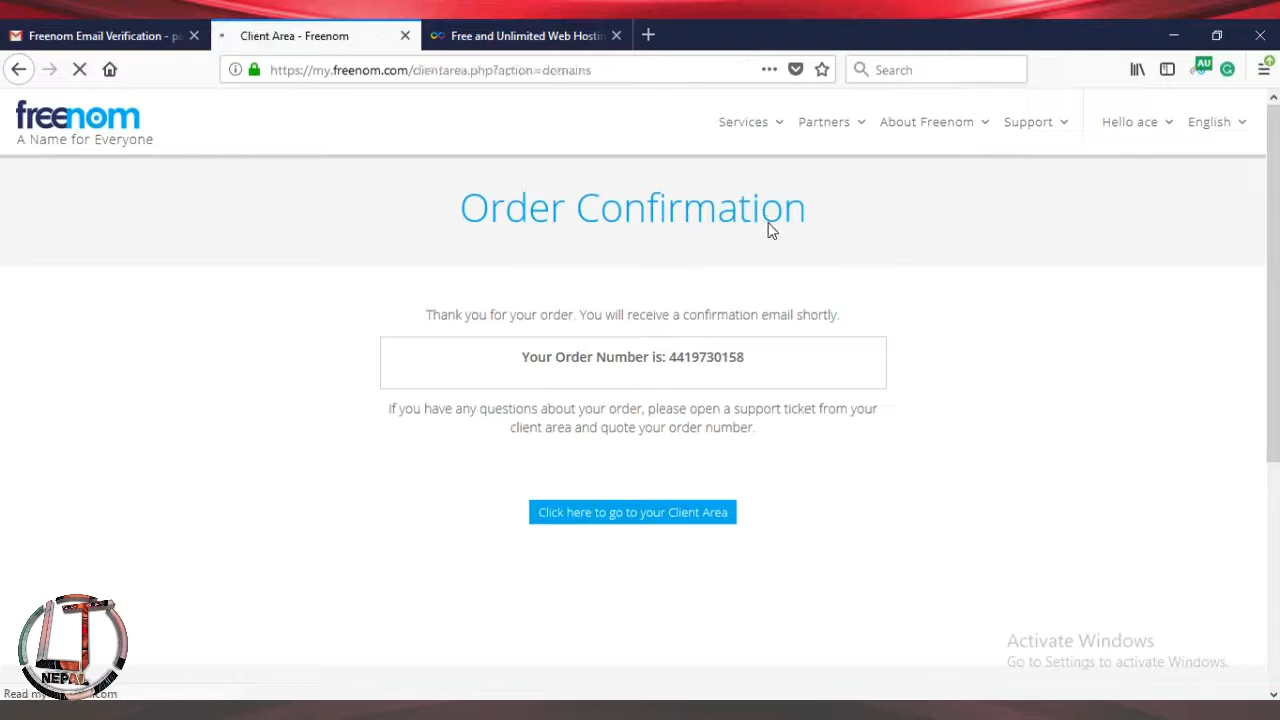 Freenom Email Verification - p
Client Area - Freenom
Free and Unlimited Web Hostin
https://my.freenom.com/clientarea.php?action=domains
Search
AU
freenom
A Name for Everyone
Services
Partners
About Freenom
Support
Hello ace
English
Order Confirmation
Thank you for your order. You will receive a confirmation email shortly.
Your Order Number is: 4419730158
If you have any questions about your order, please open a support ticket from your
client area and quote your order number.
Click here to go to your Client Area
Activate Windows
Go to Settings to activate Windows.
LT
NEPAL
Read my